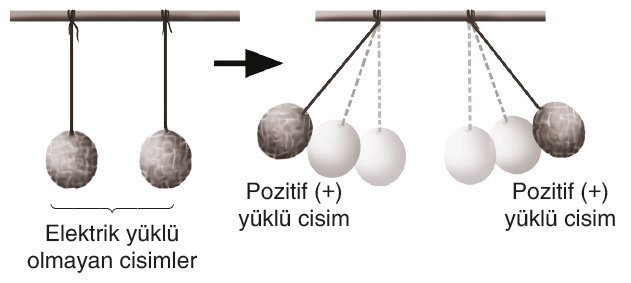 Pozitif (+)
yüklü cisim
Pozitif (+)
yüklü cisim
Elektrik yüklü
olmayan cisimler